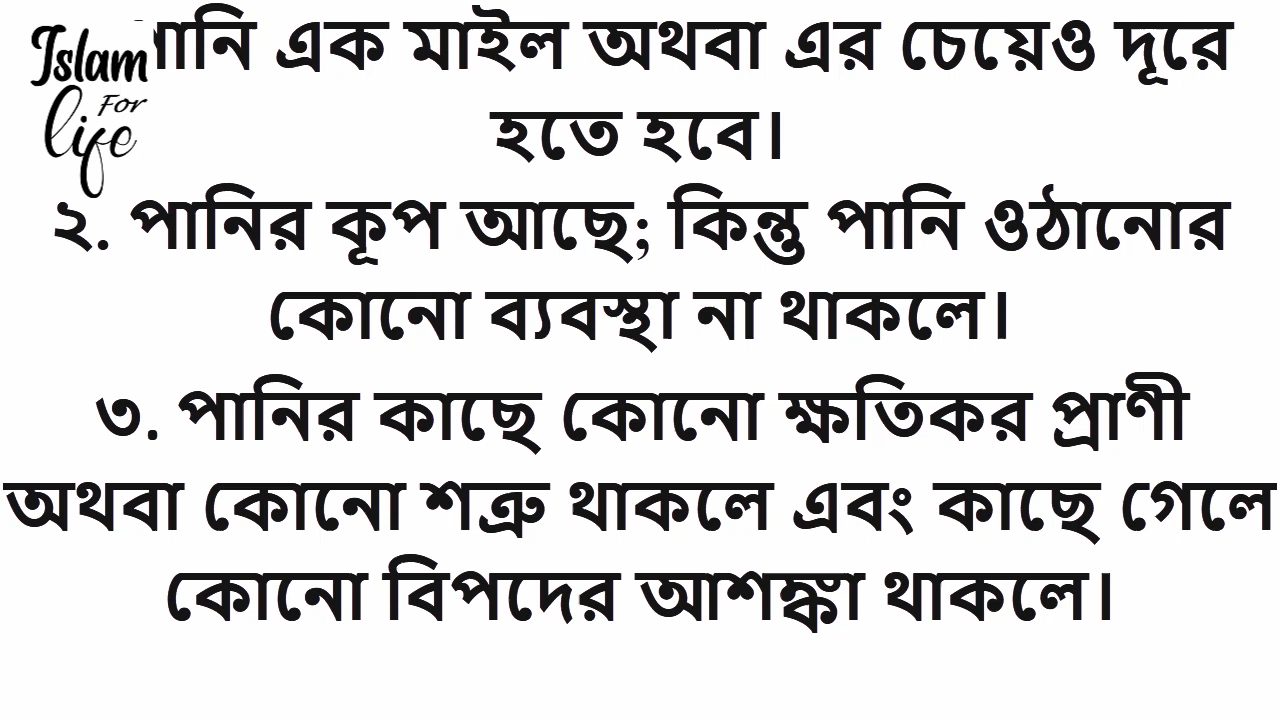 Islam
For
life
এক মাইল অথবা এর চেয়েও দূরে
হতে হবে।
২. পানির কূপ আছে; কিন্তু পানি ওঠানোর
কোনো ব্যবস্থা না থাকলে।
৩. পানির কাছে কোনো ক্ষতিকর প্রাণী
অথবা কোনো শত্রু থাকলে এবং কাছে গেলে
কোনো বিপদের আশঙ্কা থাকলে।